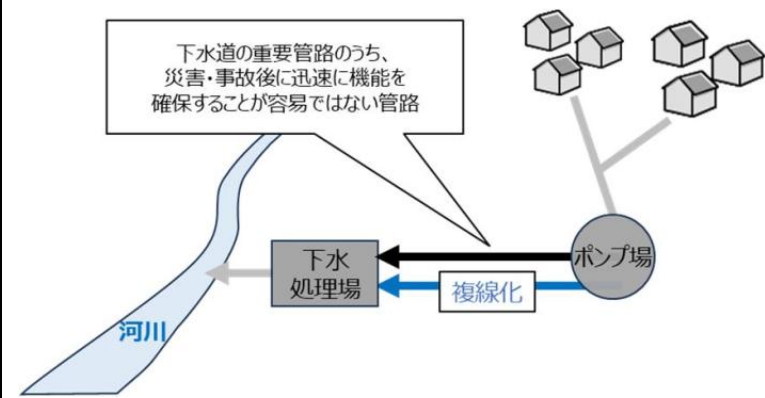 下水道の重要管路のうち、
災害・事故後に迅速に機能を
確保することが容易ではない管路
ポンプ場
下水
処理場
複線化
河川